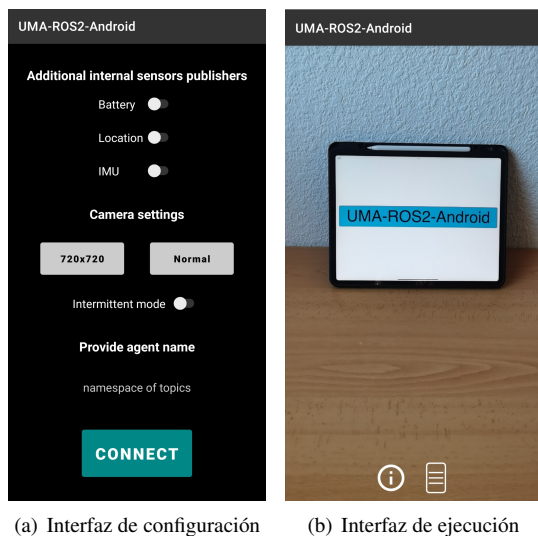 UMA-ROS2-Android
Additional internal sensors publishers
Battery
Location
IMU
Camera settings
720x720
Normal
Intermittent mode
Provide agent name
namespace of topics
CONNECT
UMA-ROS2-Android
UMA-ROS2-Android
(a) Interfaz de configuración
(b) Interfaz de ejecución